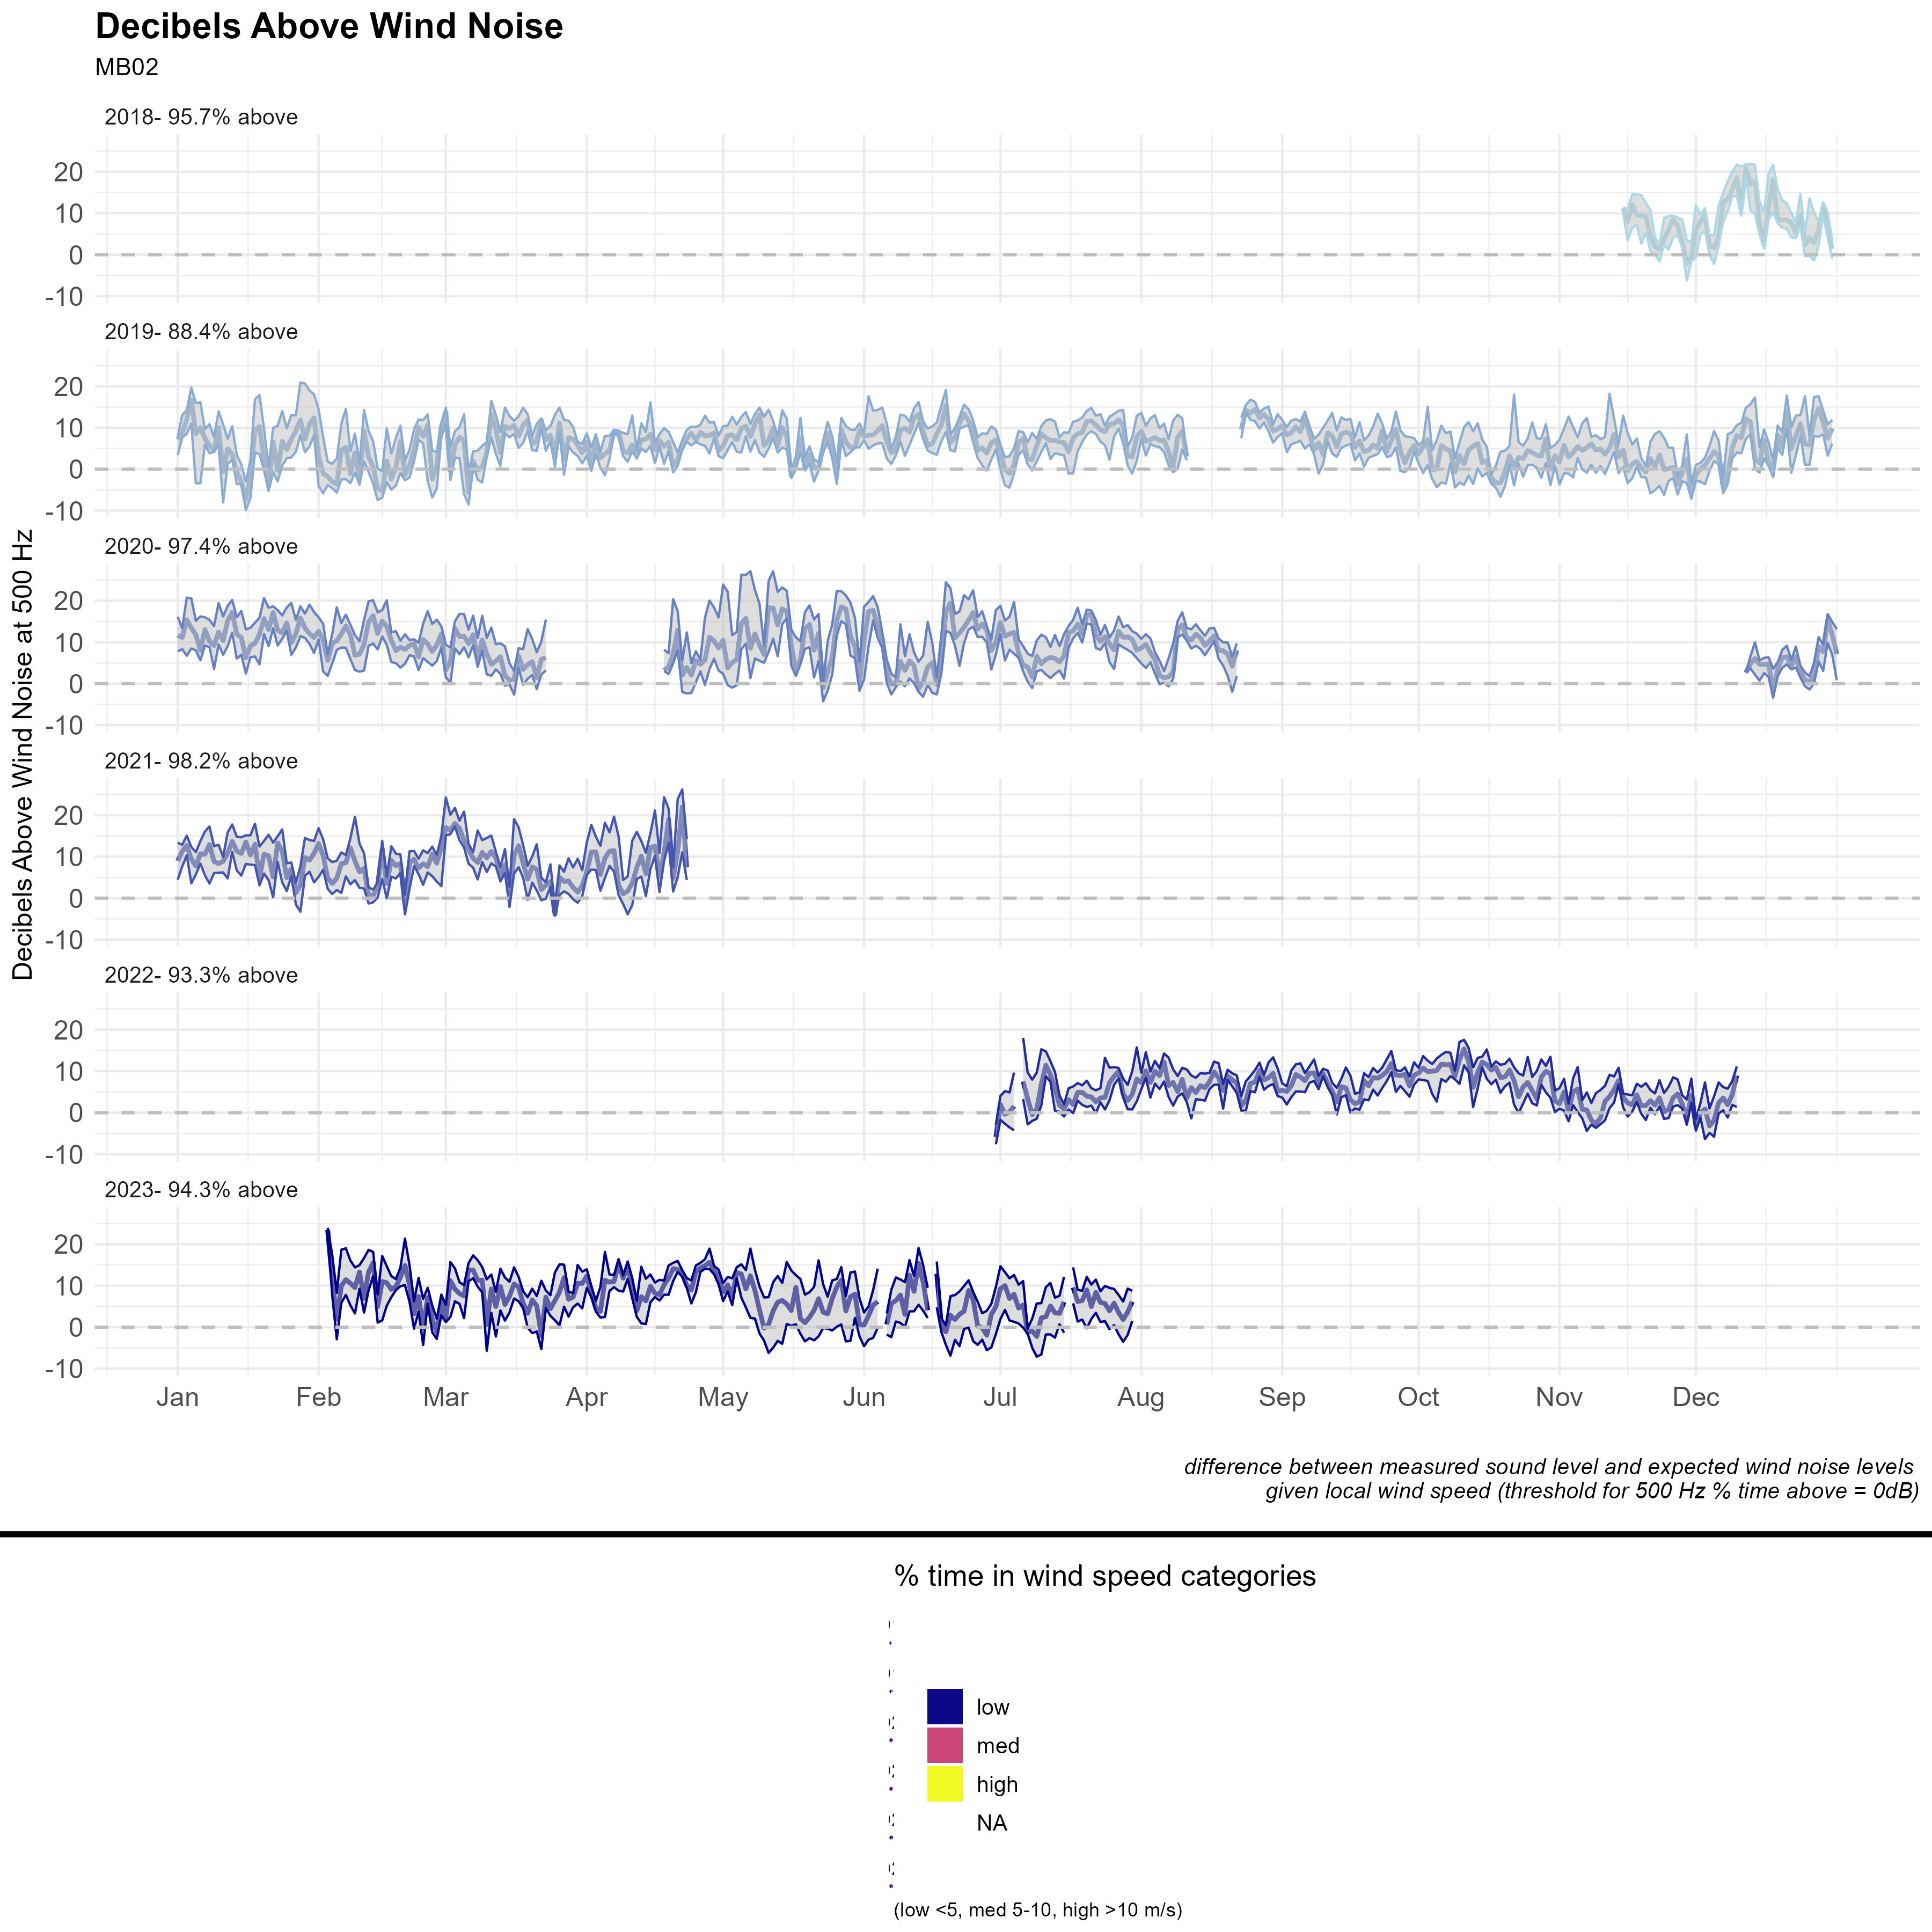 Decibels Above Wind Noise
MB02
2018- 95.7% above
20
10
0
-10
2019- 88.4% above
20
10
0
-10
2020- 97.4% above
20
10
0
-10
2021- 98.2% above
20
10
0
-10
2022- 93.3% above
20
10
0
-10
2023- 94.3% above
20
10
0
-10
Decibels Above Wind Noise at 500 Hz
Jan Feb Mar Apr May Jun Jul Aug Sep Oct Nov Dec
difference between measured sound level and expected wind noise levels
given local wind speed (threshold for 500 Hz % time above = 0dB)
% time in wind speed categories
low
med
high
NA
(low <5, med 5-10, high >10 m/s)